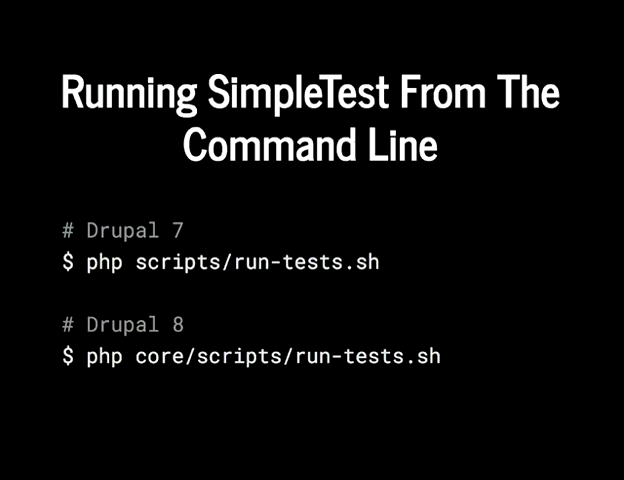 Running SimpleTest From The
Command Line
# Drupal 7
$ php scripts/run-tests.sh
# Drupal 8
$ php core/scripts/run-tests.sh